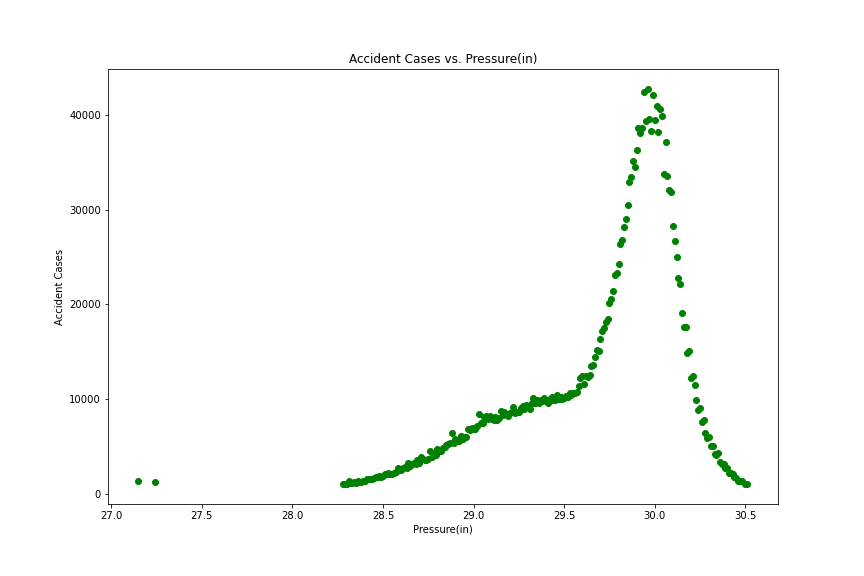 Accident Cases vs. Pressure(in)
40000
30000
20000
10000
0
Accident Cases
27.0 27.5 28.0 28.5 29.0 29.5 30.0 30.5
Pressure(in)